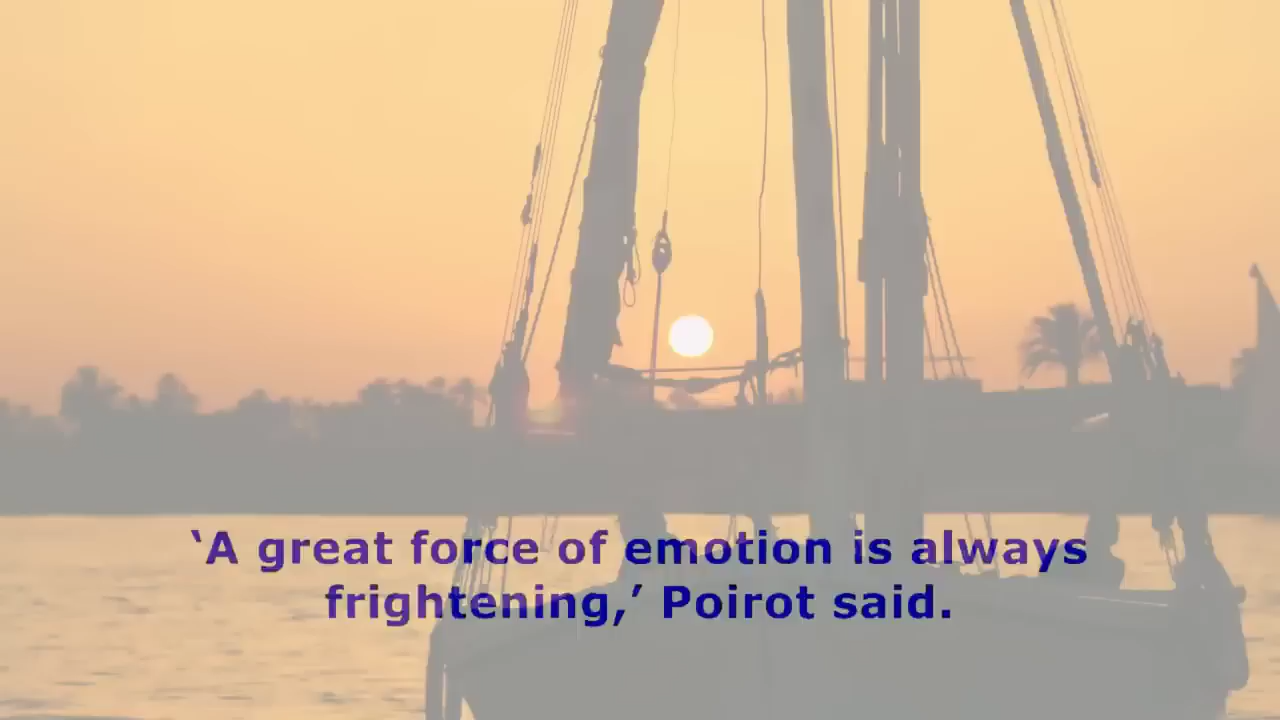 ‘A great force of emotion is always
frightening,’ Poirot said.